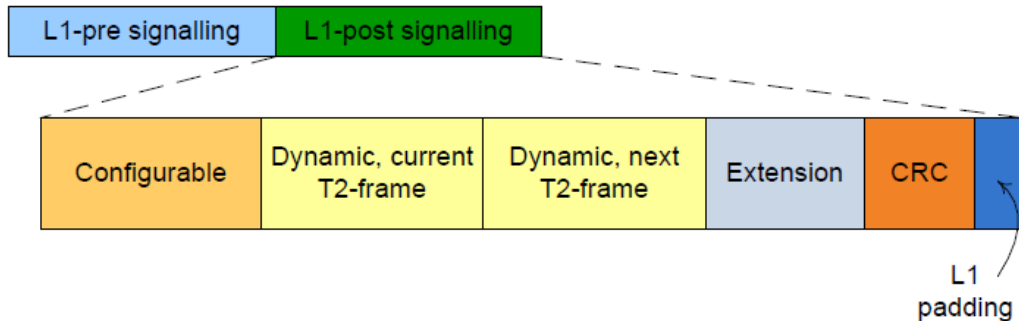 L1-pre signalling
L1-post signalling
Configurable
Dynamic, current
T2-frame
Dynamic, next
T2-frame
Extension
CRC
L1
padding